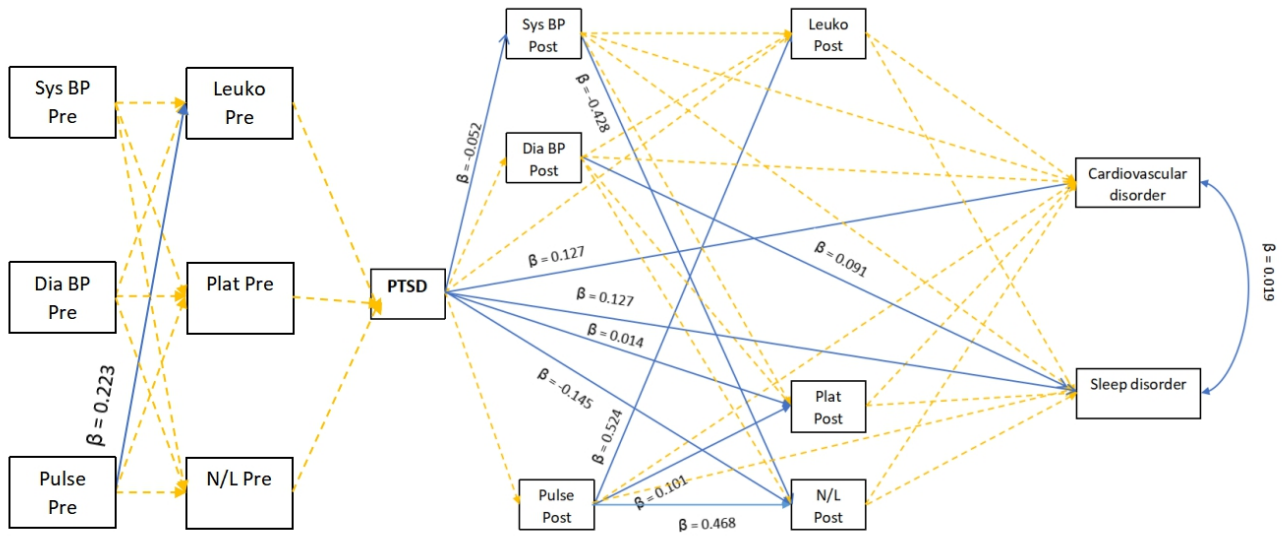 Sys BP
Pre
Leuko
Pre
Dia BP
Pre
Plat Pre
Pulse
Pre
N/L Pre
β = 0.223
PTSD
Sys BP
Post
Leuko
Post
Dia BP
Post
β = -0.052
β = -0.428
β = 0.127
β = 0.091
β = 0.127
β = 0.014
β = -0.145
β = 0.524
β = 0.101
β = 0.468
Plat
Post
Pulse
Post
N/L
Post
Cardiovascular
disorder
Sleep disorder
β = 0.019